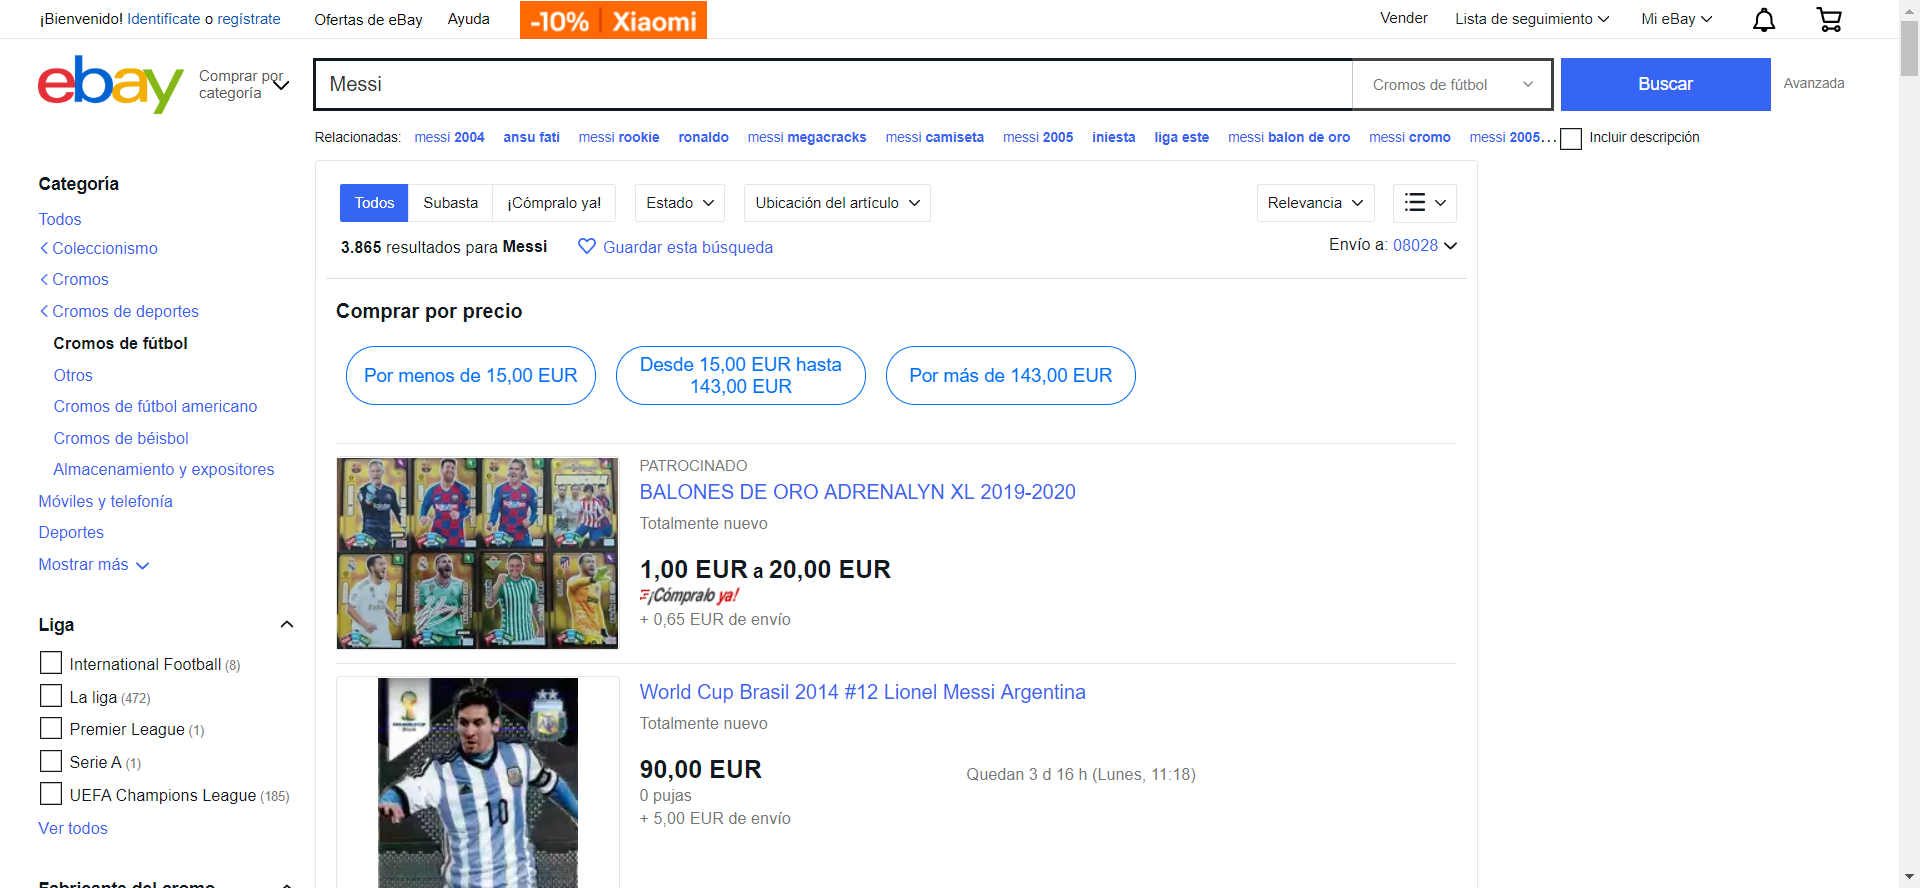 ¡Bienvenido! Identifícate o regístrate
Ofertas de eBay
Ayuda
-10% | Xiaomi
Vender
Lista de seguimiento
Mi eBay
ebay
Comprar por
categoría
Messi
Cromos de fútbol
Buscar
Avanzada
Relacionadas: messi 2004 ansu fati messi rookie ronaldo messi megacracks messi camiseta messi 2005 iniesta liga este messi balon de oro messi cromo messi 2005...
Incluir descripción
Categoría
Todos
Coleccionismo
Cromos
Cromos de deportes
Cromos de fútbol
Otros
Cromos de fútbol americano
Cromos de béisbol
Almacenamiento y expositores
Móviles y telefonía
Deportes
Mostrar más
Liga
International Football (8)
La liga (472)
Premier League (1)
Serie A (1)
UEFA Champions League (185)
Ver todos
Fabricante del cromo
Todos
Subasta
¡Cómpralo ya!
Estado
Ubicación del artículo
Relevancia
3.865 resultados para Messi
Guardar esta búsqueda
Envío a: 08028
Comprar por precio
Por menos de 15,00 EUR
Desde 15,00 EUR hasta
143,00 EUR
Por más de 143,00 EUR
PATROCINADO
BALONES DE ORO ADRENALYN XL 2019-2020
Totalmente nuevo
1,00 EUR a 20,00 EUR
¡Cómpralo ya!
+ 0,65 EUR de envío
World Cup Brasil 2014 #12 Lionel Messi Argentina
Totalmente nuevo
90,00 EUR
Quedan 3 d 16 h (Lunes, 11:18)
0 pujas
+ 5,00 EUR de envío
10